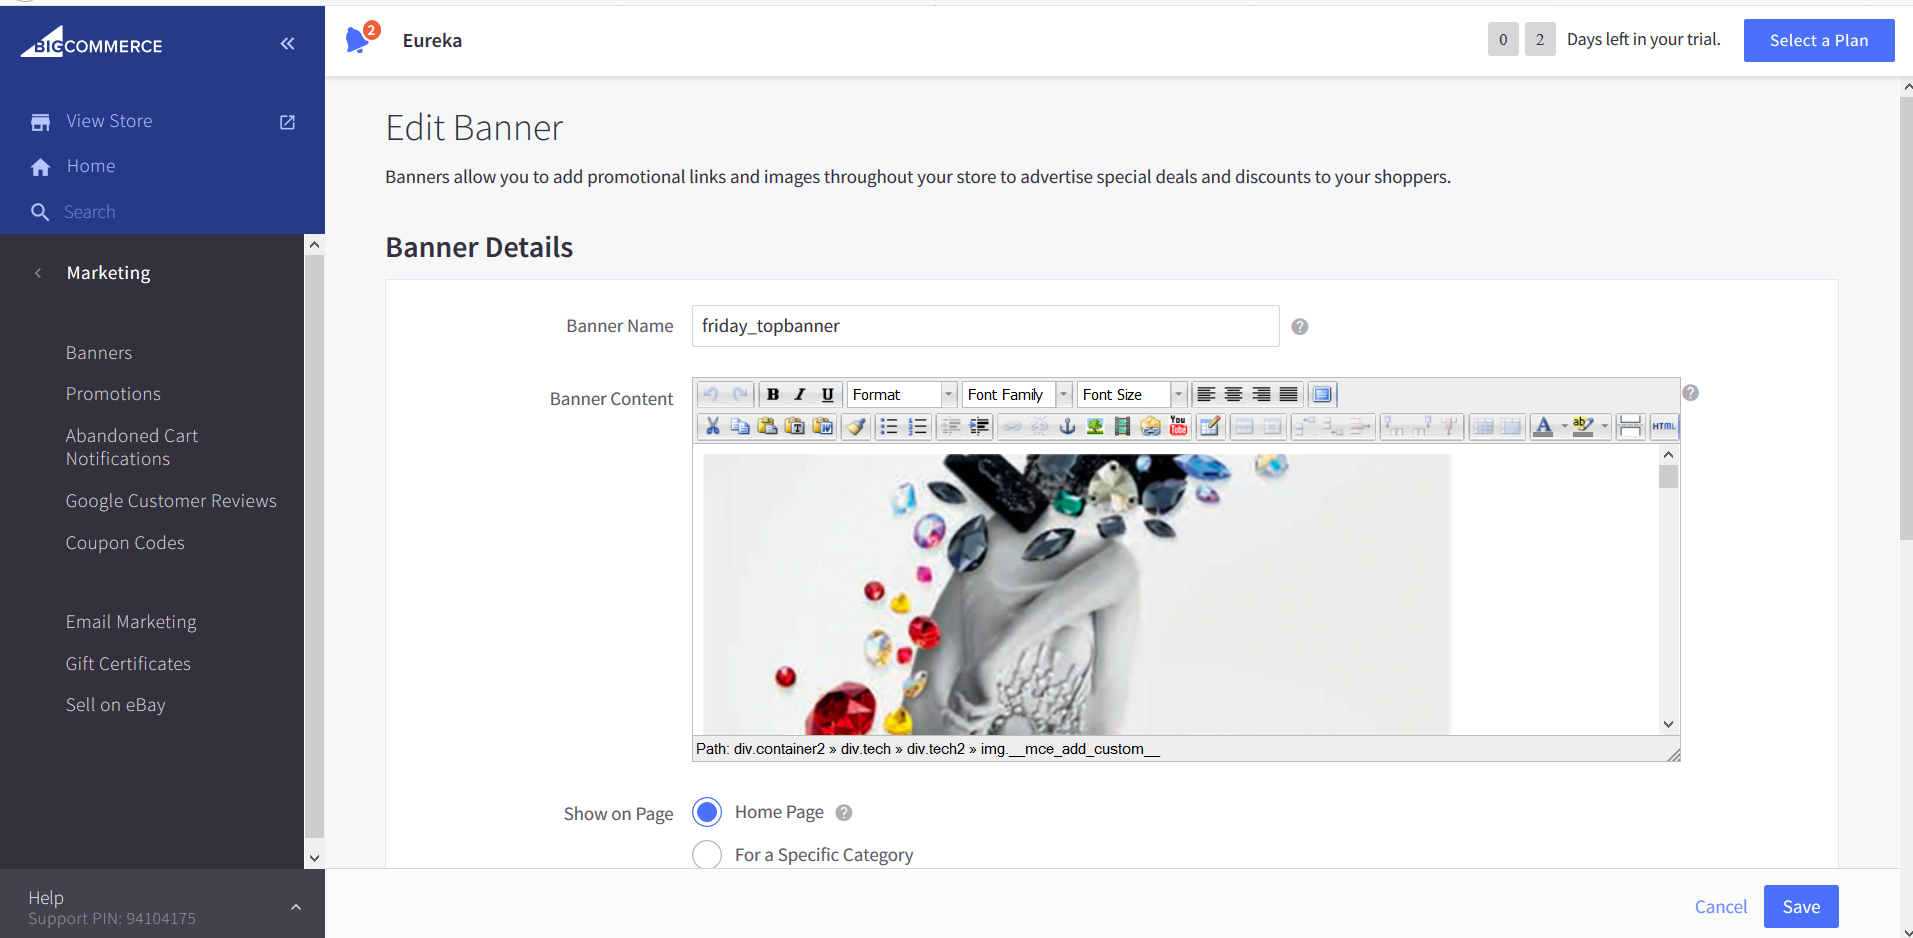 BIGCOMMERCE
2
Eureka
0 2 Days left in your trial.
Select a Plan
View Store
Home
Search
Marketing
Banners
Promotions
Abandoned Cart
Notifications
Google Customer Reviews
Coupon Codes
Email Marketing
Gift Certificates
Sell on eBay
Help
Support PIN: 94104175
Edit Banner
Banners allow you to add promotional links and images throughout your store to advertise special deals and discounts to your shoppers.
Banner Details
Banner Name friday_topbanner ?
Banner Content
B I U Format Font Family Font Size
?
T W You Tube A ab HTML
Path: div.container2 » div.tech » div.tech2 » img.__mce_add_custom__
Show on Page Home Page ?
For a Specific Category
Cancel Save